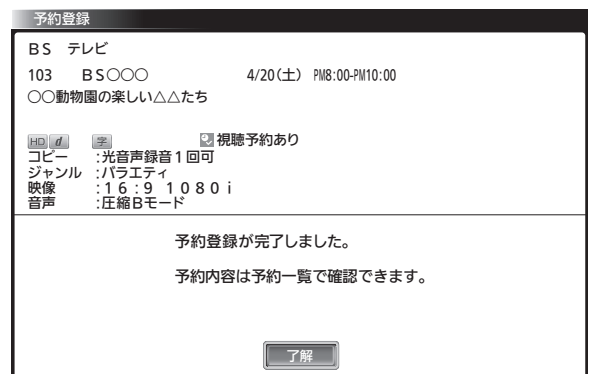 予約登録
BS テレビ
103 BS○○○ 4/20(土) PM8:00-PM10:00
○○動物園の楽しい△△たち
HD d 字 視聴予約あり
コピー :光音声録音1回可
ジャンル :バラエティ
映像 :16:9 1080i
音声 :圧縮Bモード
予約登録が完了しました。
予約内容は予約一覧で確認できます。
了解